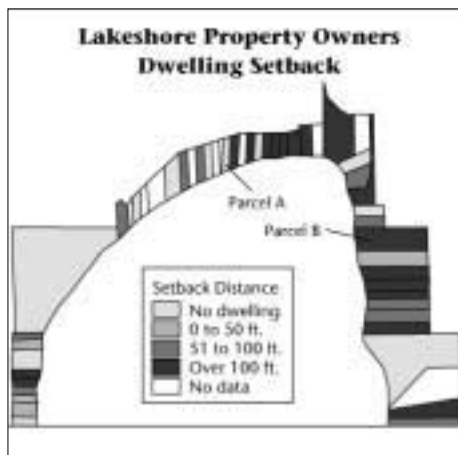 Lakeshore Property Owners
Dwelling Setback
Parcel A
Parcel B
Setback Distance
No dwelling
0 to 50 ft.
51 to 100 ft.
Over 100 ft.
No data